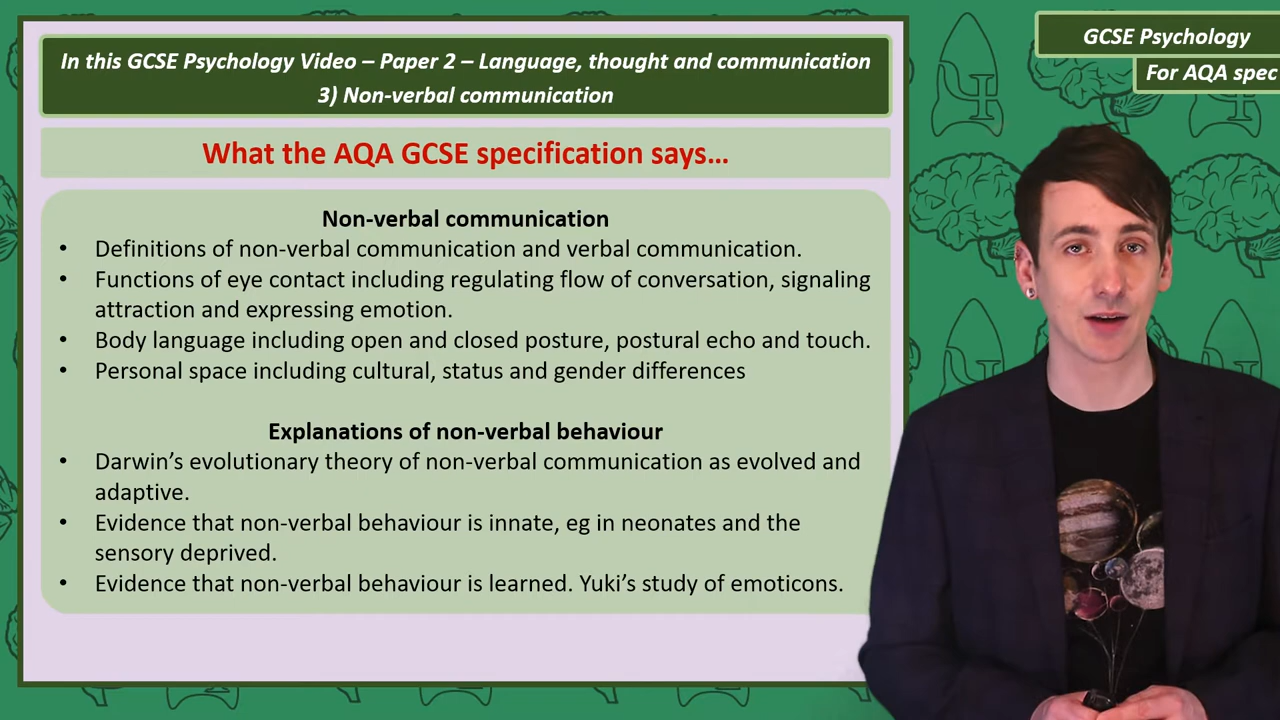 In this GCSE Psychology Video – Paper 2 – Language, thought and communication
3) Non-verbal communication
GCSE Psychology
For AQA spec
What the AQA GCSE specification says…
Non-verbal communication
• Definitions of non-verbal communication and verbal communication.
• Functions of eye contact including regulating flow of conversation, signaling
attraction and expressing emotion.
• Body language including open and closed posture, postural echo and touch.
• Personal space including cultural, status and gender differences
Explanations of non-verbal behaviour
• Darwin’s evolutionary theory of non-verbal communication as evolved and
adaptive.
• Evidence that non-verbal behaviour is innate, eg in neonates and the
sensory deprived.
• Evidence that non-verbal behaviour is learned. Yuki’s study of emoticons.